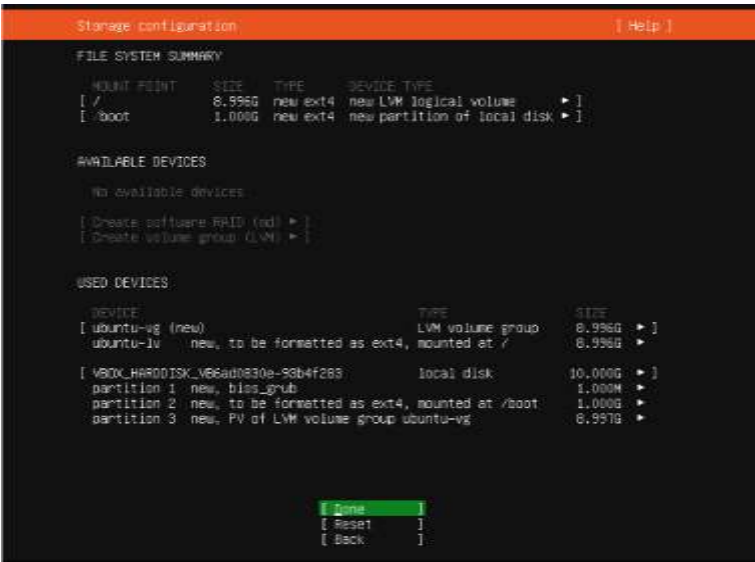 Storage configuration [ Help ]
FILE SYSTEM SUMMARY
MOUNT POINT SIZE TYPE DEVICE TYPE
[ / 8.996G new ext4 new LVM logical volume ▸ ]
[ /boot 1.000G new ext4 new partition of local disk ▸ ]
AVAILABLE DEVICES
No available devices
[ Create software RAID (md) ▸ ]
[ Create volume group (LVM) ▸ ]
USED DEVICES
DEVICE TYPE SIZE
[ ubuntu-vg (new) LVM volume group 8.996G ▸ ]
ubuntu-lv new, to be formatted as ext4, mounted at / 8.996G ▸
[ VBOX_HARDDISK_VB6ad0830e-93b4f283 local disk 10.000G ▸ ]
partition 1 new, bios_grub 1.000M ▸
partition 2 new, to be formatted as ext4, mounted at /boot 1.000G ▸
partition 3 new, PV of LVM volume group ubuntu-vg 8.997G ▸
[ Done ]
[ Reset ]
[ Back ]